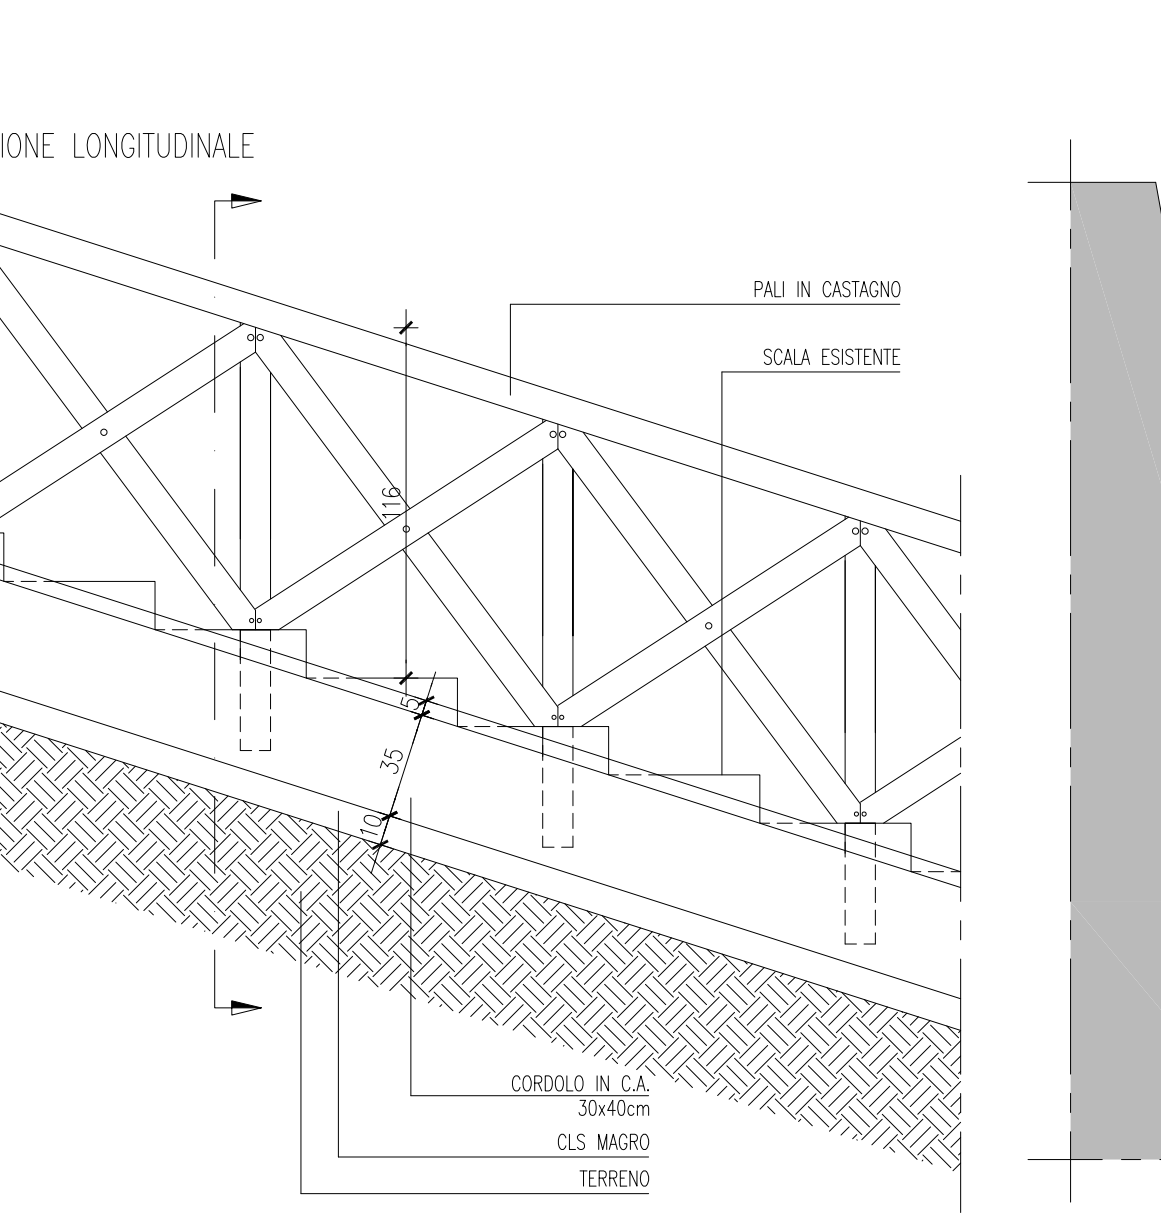 IONE LONGITUDINALE
PALI IN CASTAGNO
SCALA ESISTENTE
116
5
35
10
CORDOLO IN C.A.
30x40cm
CLS MAGRO
TERRENO